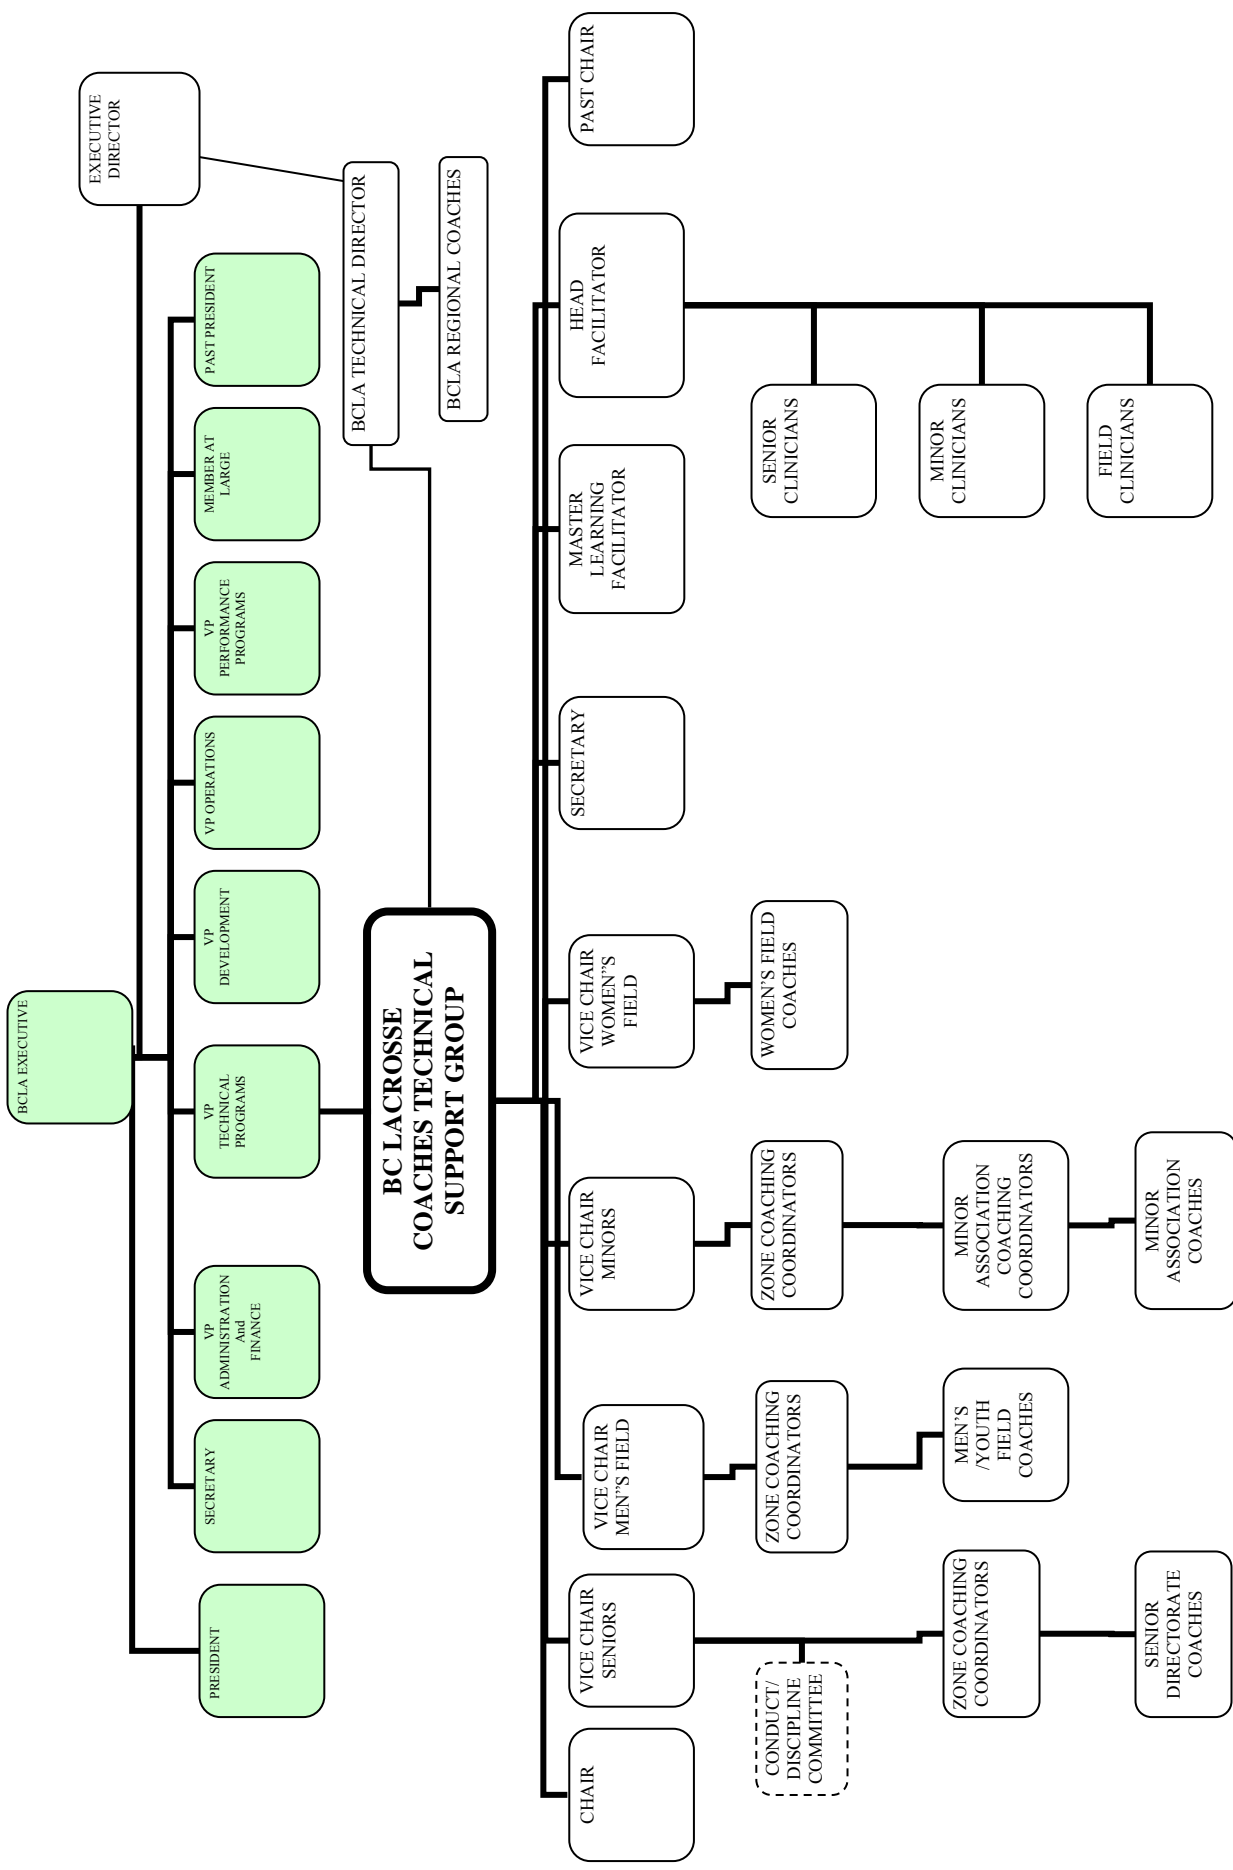 BCLA EXECUTIVE
EXECUTIVE
DIRECTOR
PRESIDENT
SECRETARY
VP
ADMINISTRATION
And
FINANCE
VP
TECHNICAL
PROGRAMS
VP
DEVELOPMENT
VP OPERATIONS
VP
PERFORMANCE
PROGRAMS
MEMBER AT
LARGE
PAST PRESIDENT
BCLA TECHNICAL DIRECTOR
BCLA REGIONAL COACHES
BC LACROSSE
COACHES TECHNICAL
SUPPORT GROUP
CHAIR
VICE CHAIR
SENIORS
VICE CHAIR
MEN"S FIELD
VICE CHAIR
MINORS
VICE CHAIR
WOMEN"S
FIELD
SECRETARY
MASTER
LEARNING
FACILITATOR
HEAD
FACILITATOR
PAST CHAIR
CONDUCT/
DISCIPLINE
COMMITTEE
ZONE COACHING
COORDINATORS
ZONE COACHING
COORDINATORS
WOMEN'S FIELD
COACHES
SENIOR
CLINICIANS
ZONE COACHING
COORDINATORS
MEN'S
/YOUTH
FIELD
COACHES
MINOR
ASSOCIATION
COACHING
COORDINATORS
MINOR
CLINICIANS
SENIOR
DIRECTORATE
COACHES
MINOR
ASSOCIATION
COACHES
FIELD
CLINICIANS